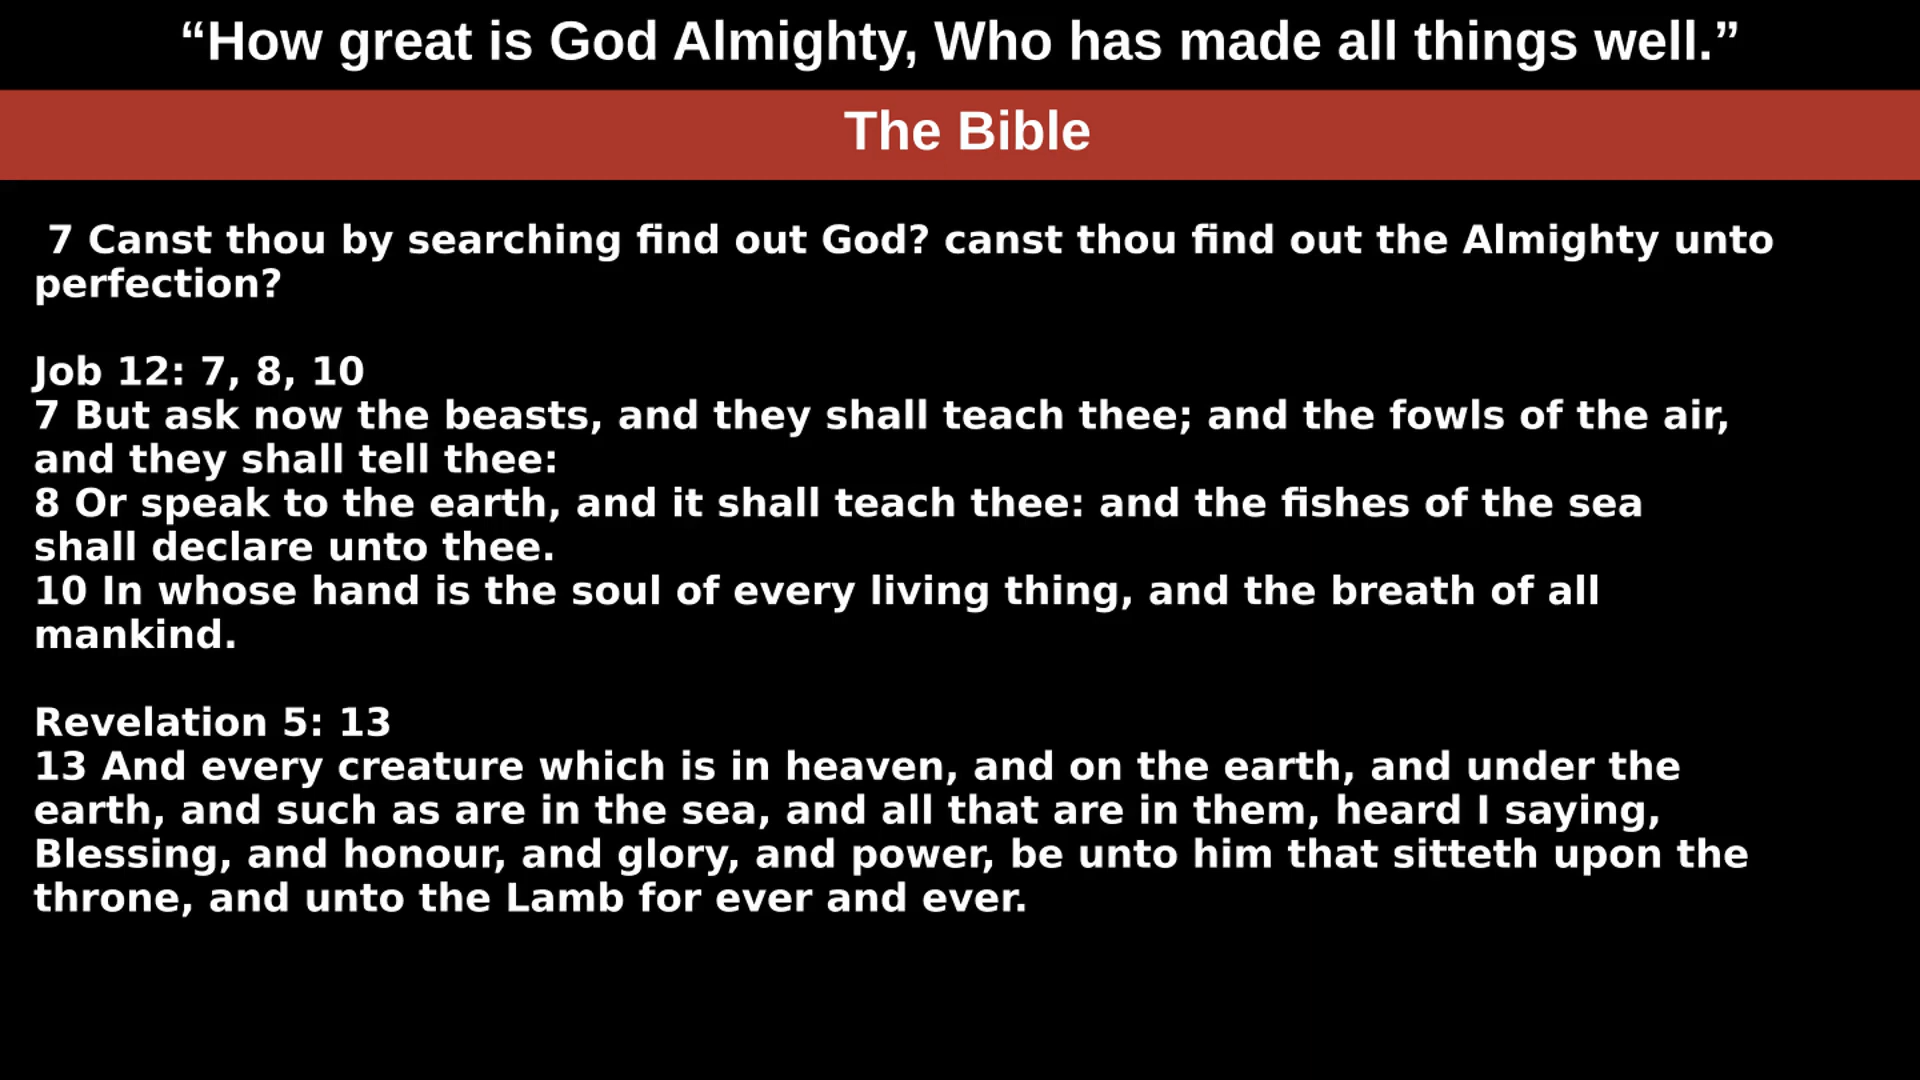 “How great is God Almighty, Who has made all things well.”
The Bible
7 Canst thou by searching find out God? canst thou find out the Almighty unto
perfection?
Job 12: 7, 8, 10
7 But ask now the beasts, and they shall teach thee; and the fowls of the air,
and they shall tell thee:
8 Or speak to the earth, and it shall teach thee: and the fishes of the sea
shall declare unto thee.
10 In whose hand is the soul of every living thing, and the breath of all
mankind.
Revelation 5: 13
13 And every creature which is in heaven, and on the earth, and under the
earth, and such as are in the sea, and all that are in them, heard I saying,
Blessing, and honour, and glory, and power, be unto him that sitteth upon the
throne, and unto the Lamb for ever and ever.